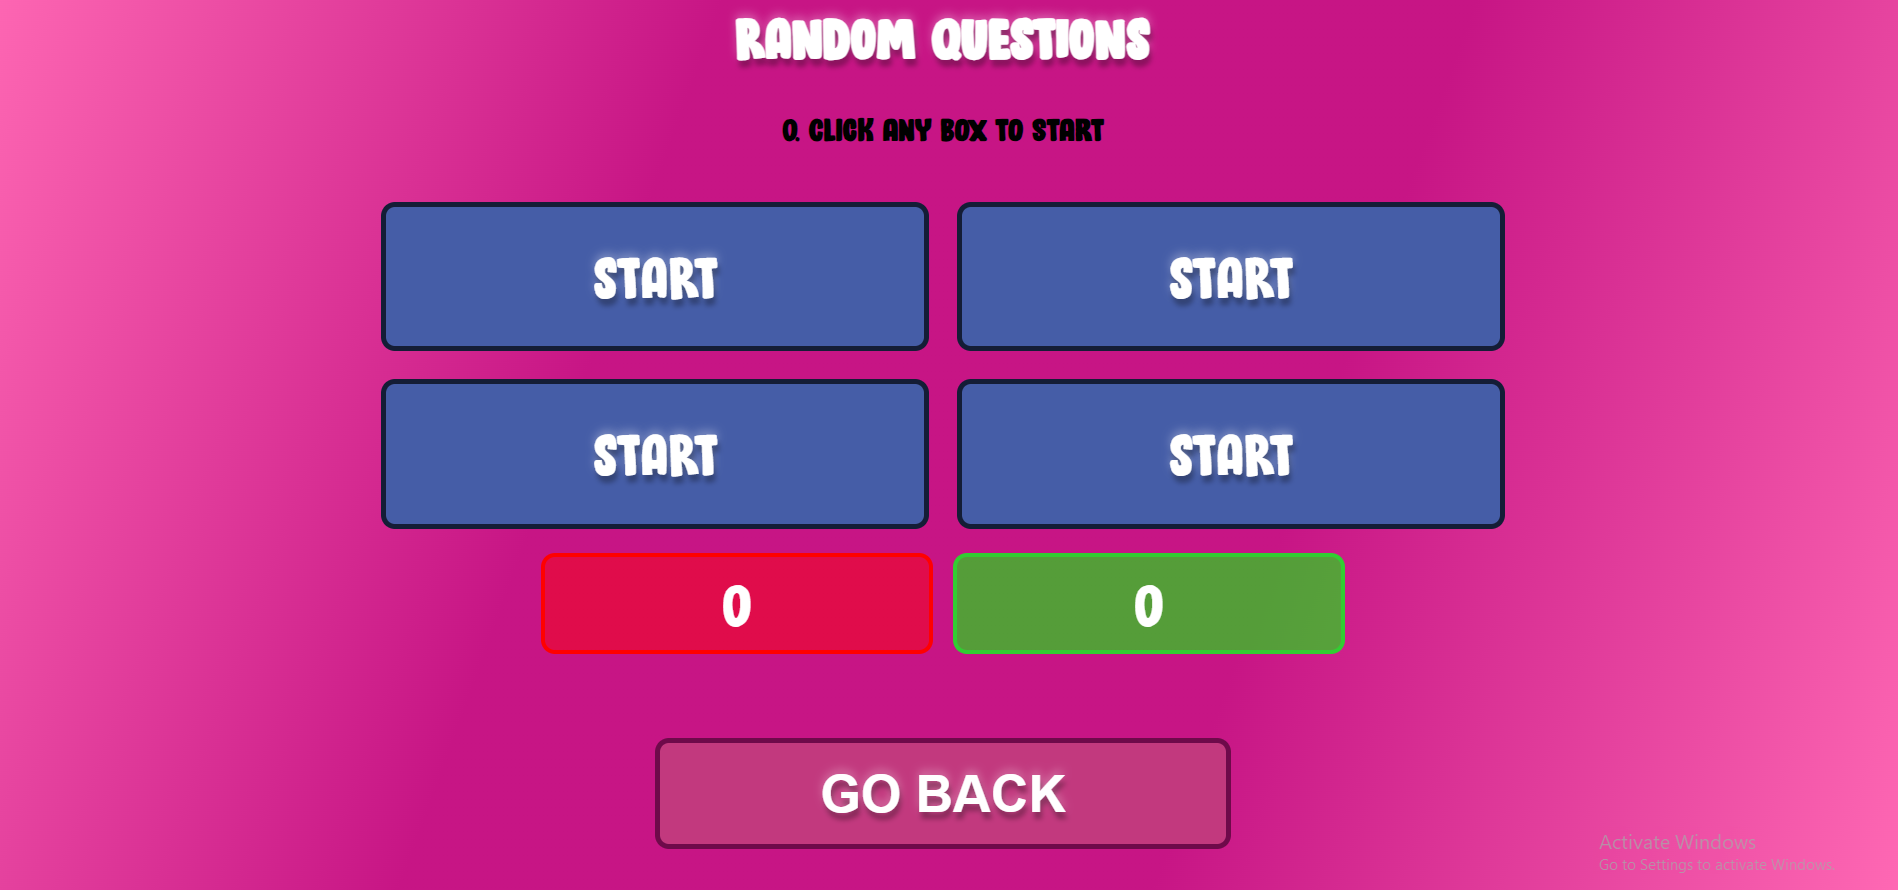 RANDOM QUESTIONS
0. CLICK ANY BOX TO START
START START
START START
0 0
GO BACK
Activate Windows
Go to Settings to activate Windows.